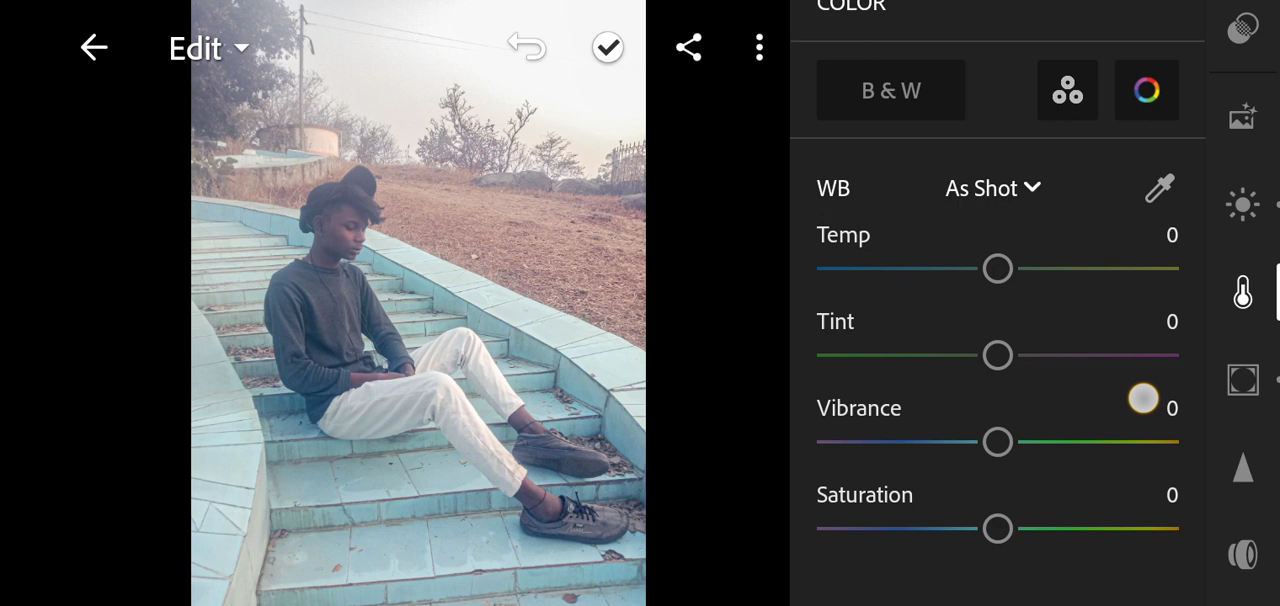 Edit
COLOR
B & W
WB As Shot
Temp 0
Tint 0
Vibrance 0
Saturation 0